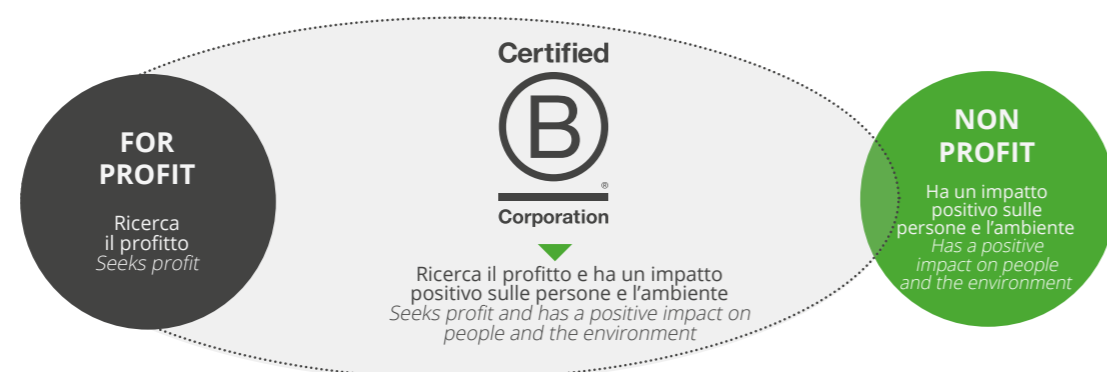 FOR
PROFIT
Ricerca
il profitto
Seeks profit
Certified
B
®
Corporation
Ricerca il profitto e ha un impatto
positivo sulle persone e l’ambiente
Seeks profit and has a positive impact on
people and the environment
NON
PROFIT
Ha un impatto
positivo sulle
persone e l’ambiente
Has a positive
impact on people
and the environment